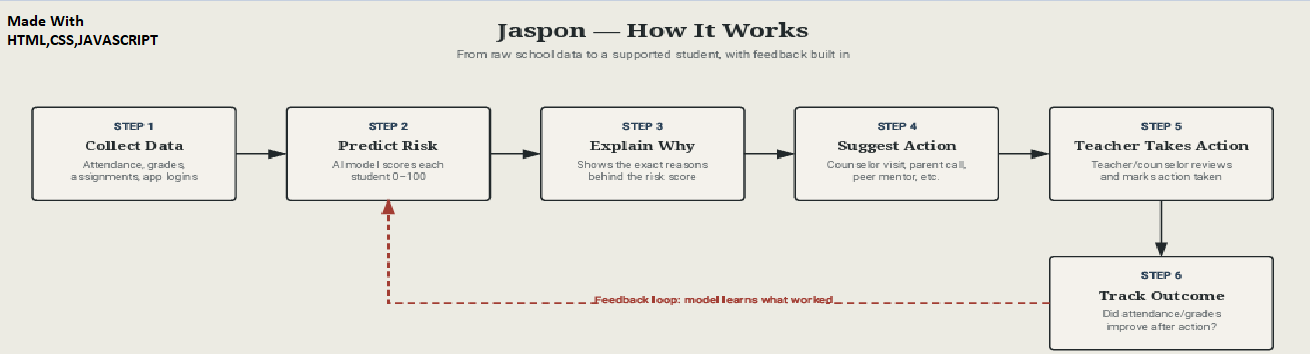 Made With
HTML,CSS,JAVASCRIPT
Jaspon — How It Works
From raw school data to a supported student, with feedback built in
STEP 1
Collect Data
Attendance, grades,
assignments, app logins
STEP 2
Predict Risk
AI model scores each
student 0–100
STEP 3
Explain Why
Shows the exact reasons
behind the risk score
STEP 4
Suggest Action
Counselor visit, parent call,
peer mentor, etc.
STEP 5
Teacher Takes Action
Teacher/counselor reviews
and marks action taken
STEP 6
Track Outcome
Did attendance/grades
improve after action?
Feedback loop: model learns what worked